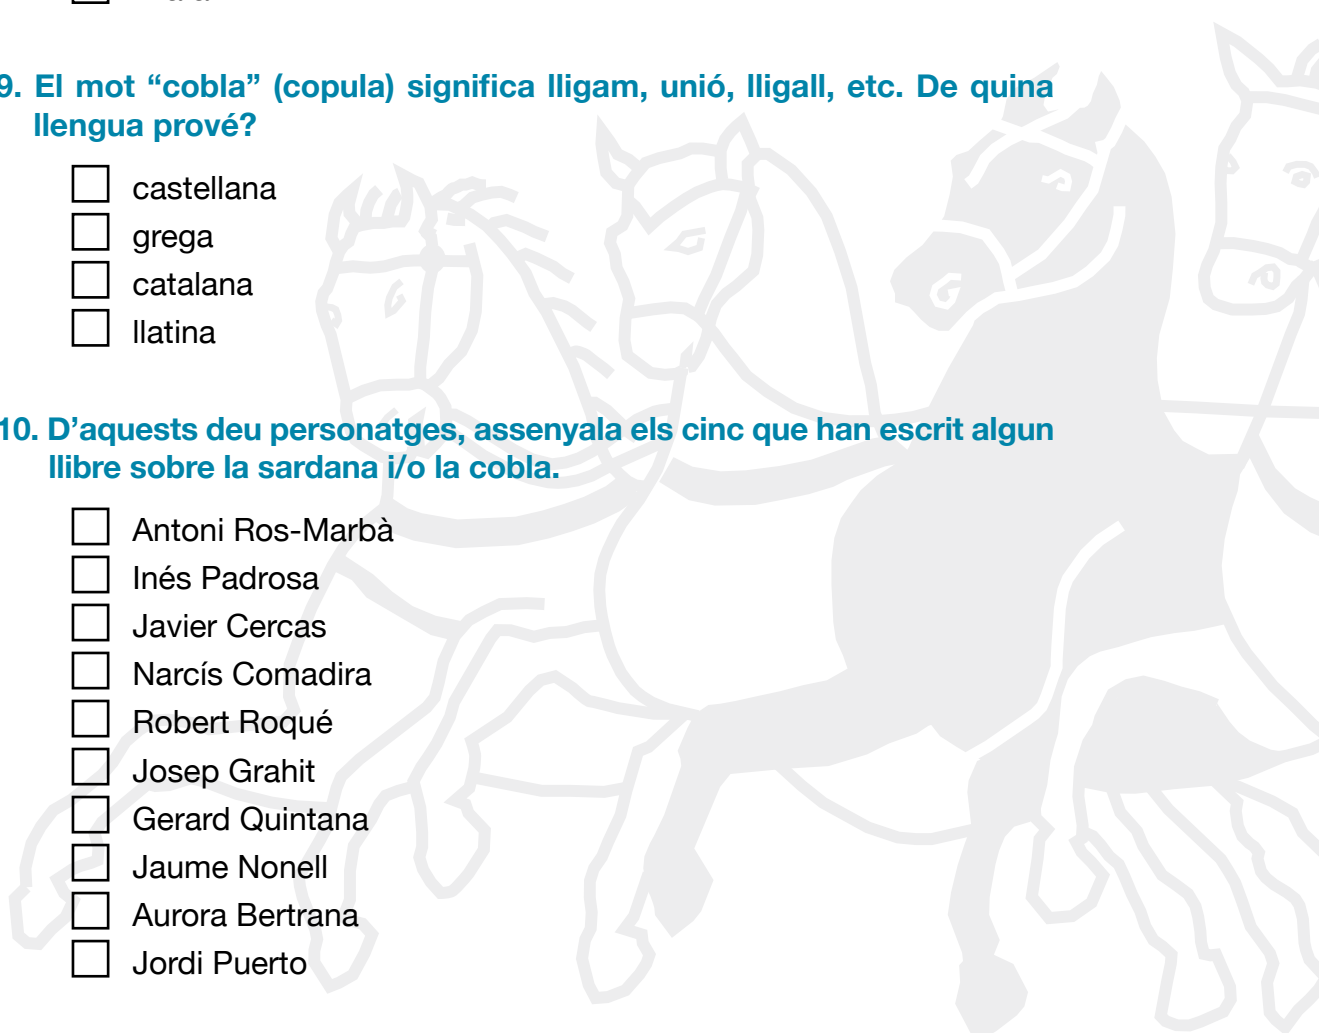 9. El mot “cobla” (copula) significa lligam, unió, lligall, etc. De quina
llengua prové?
castellana
grega
catalana
llatina
10. D’aquests deu personatges, assenyala els cinc que han escrit algun
llibre sobre la sardana i/o la cobla.
Antoni Ros-Marbà
Inés Padrosa
Javier Cercas
Narcís Comadira
Robert Roqué
Josep Grahit
Gerard Quintana
Jaume Nonell
Aurora Bertrana
Jordi Puerto